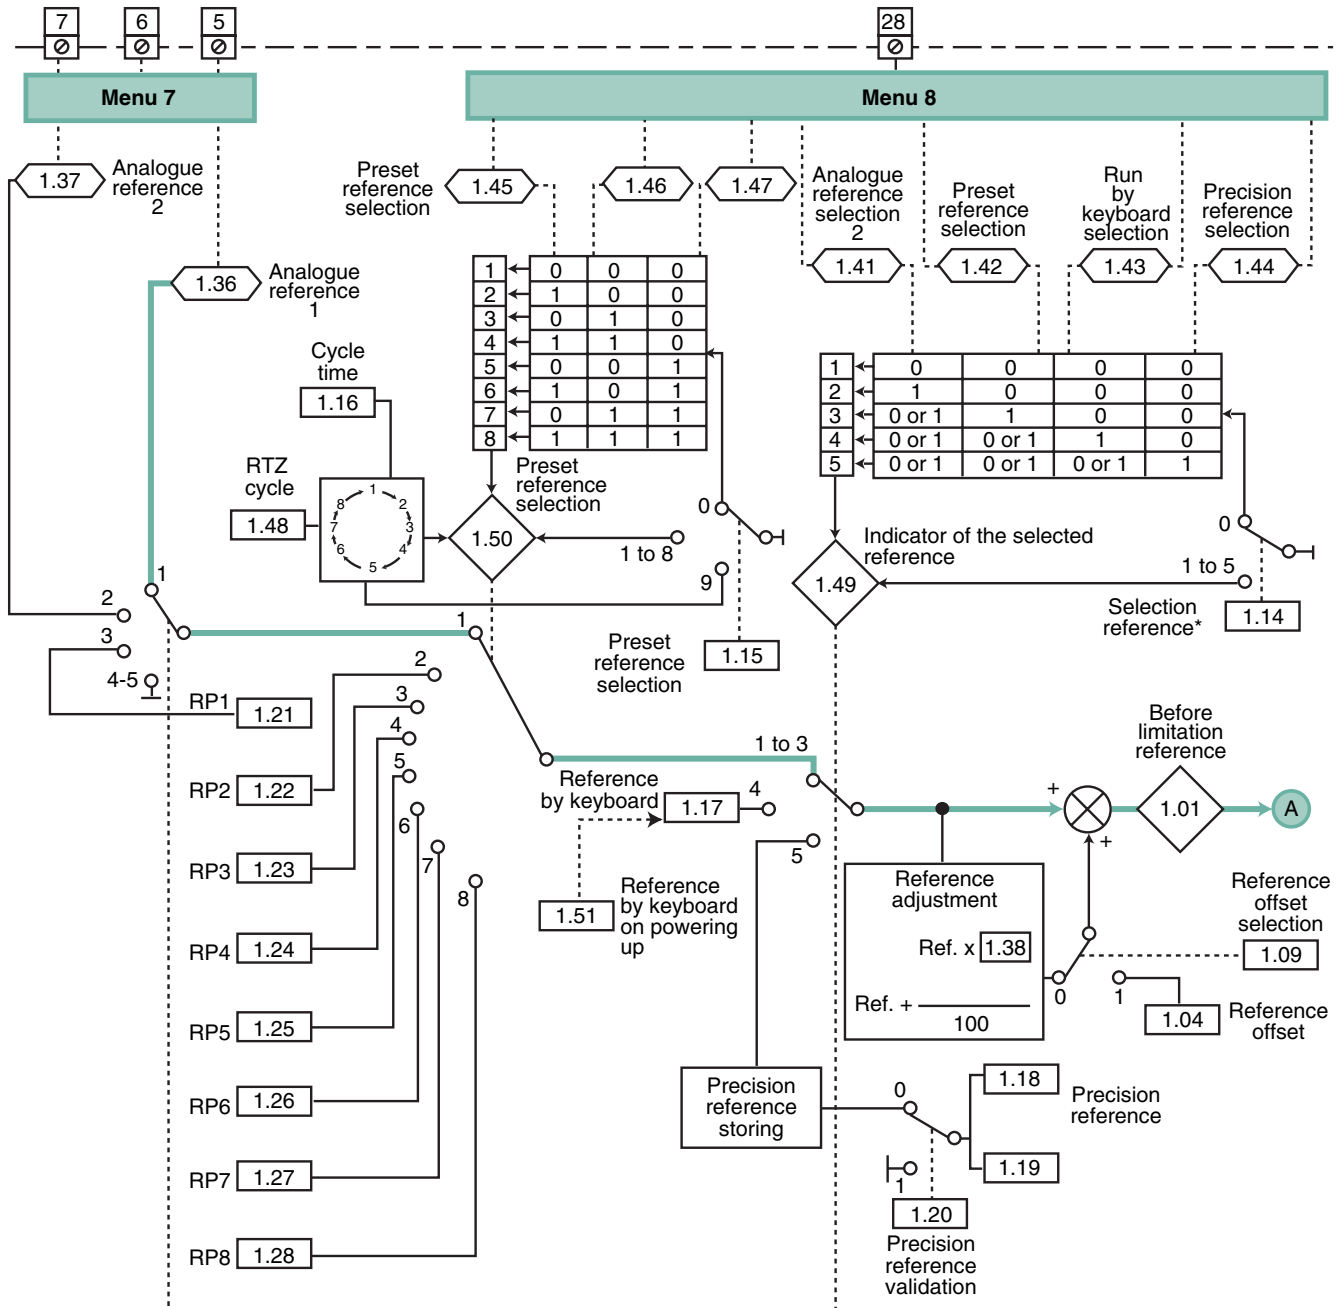 7 6 5 28
Menu 7
Menu 8
1.37
Analogue
reference
2
Preset
reference
selection
1.45
1.46
1.47
Analogue
reference
selection
2
Preset
reference
selection
Run
by
keyboard
selection
Precision
reference
selection
1.41
1.42
1.43
1.44
1.36
Analogue
reference
1
1 0 0 0
2 1 0 0
3 0 1 0
4 1 1 0
5 0 0 1
6 1 0 1
7 0 1 1
8 1 1 1
1 0 0 0 0
2 1 0 0 0
3 0 or 1 1 0 0
4 0 or 1 0 or 1 1 0
5 0 or 1 0 or 1 0 or 1 1
Cycle
time
1.16
RTZ
cycle
1.48
1
2
3
4
5
6
7
8
Preset
reference
selection
1.50
0
1 to 8
9
Preset
reference
selection
1.15
Indicator of the selected
reference
1.49
0
1 to 5
Selection
reference*
1.14
1
2
3
4-5
1
2
3
4
5
6
7
8
RP1 1.21
RP2 1.22
RP3 1.23
RP4 1.24
RP5 1.25
RP6 1.26
RP7 1.27
RP8 1.28
1 to 3
Reference
by keyboard
1.17
4
5
1.51
Reference
by keyboard
on powering
up
Before
limitation
reference
1.01
A
+
+
Reference
adjustment
Ref. x 1.38
Ref. +
100
0
1
Reference
offset
selection
1.09
1.04
Reference
offset
Precision
reference
storing
0
1
1.18
1.19
Precision
reference
1.20
Precision
reference
validation